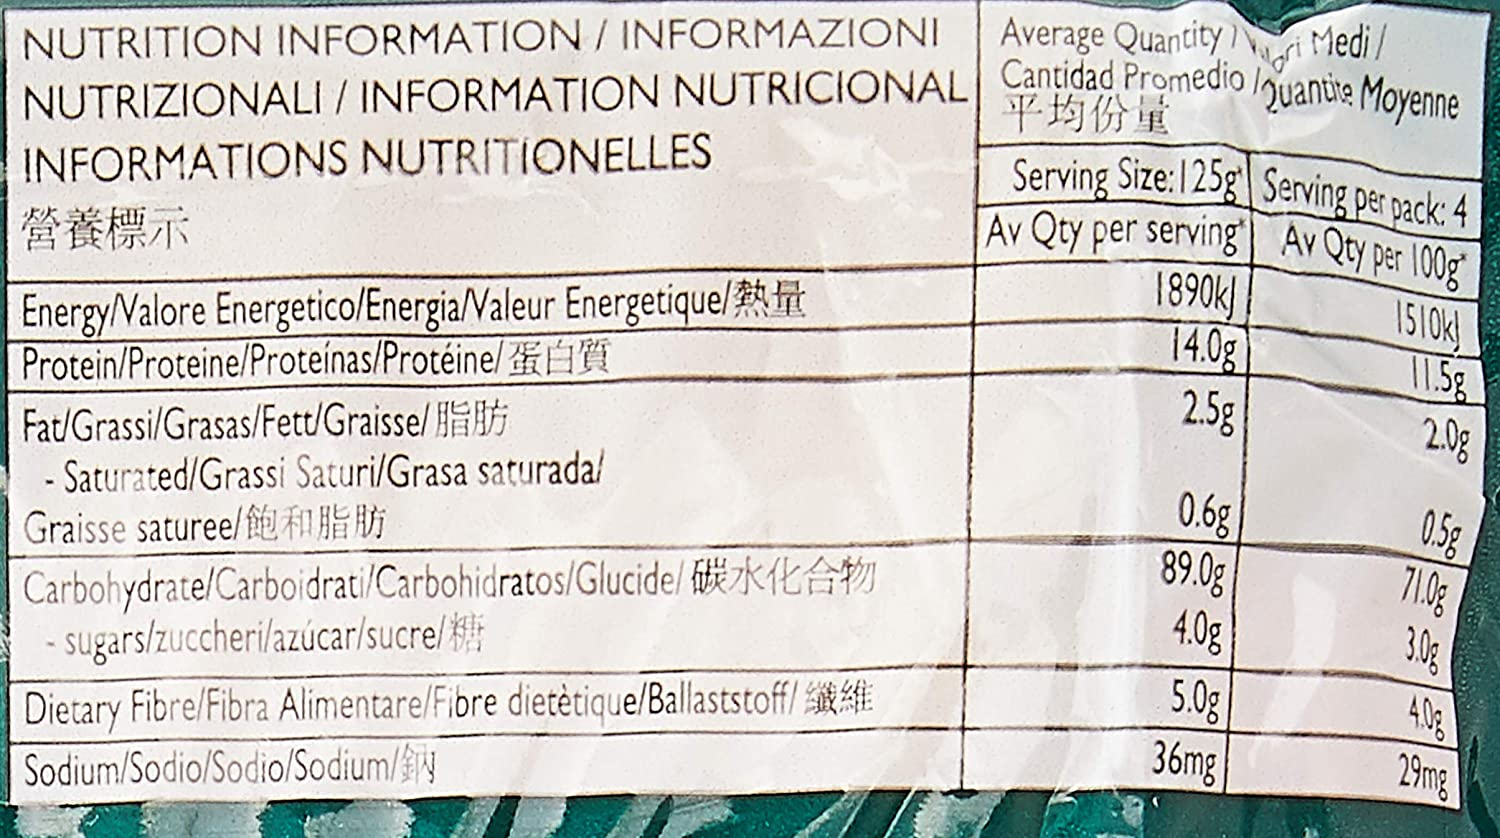 NUTRITION INFORMATION / INFORMAZIONI
NUTRIZIONALI / INFORMATION NUTRICIONAL
INFORMATIONS NUTRITIONELLES
營養標示
Average Quantity / Medi /
Cantidad Promedio / Quantite Moyenne
平均份量
Serving Size: 125g* Serving per pack: 4
Av Qty per serving* Av Qty per 100g*
Energy/Valore Energetico/Energia/Valeur Energetique/熱量 1890kJ 1510kJ
Protein/Proteine/Proteínas/Protéine/蛋白質 14.0g 11.5g
Fat/Grassi/Grasas/Fett/Graisse/脂肪 2.5g 2.0g
- Saturated/Grassi Saturi/Grasa saturada/
Graisse saturee/飽和脂肪 0.6g 0.5g
Carbohydrate/Carboidrati/Carbohidratos/Glucide/碳水化合物 89.0g 71.0g
- sugars/zuccheri/azúcar/sucre/糖 4.0g 3.0g
Dietary Fibre/Fibra Alimentare/Fibre dietètique/Ballaststoff/纖維 5.0g 4.0g
Sodium/Sodio/Sodio/Sodium/鈉 36mg 29mg